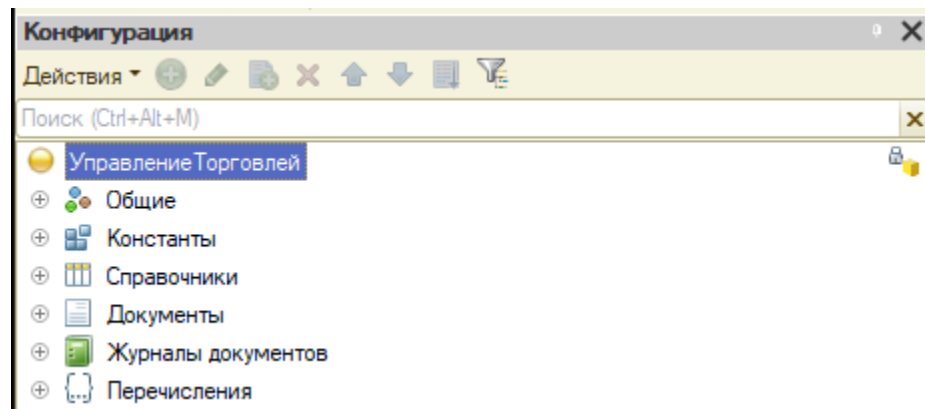 Конфигурация
Действия
Поиск (Ctrl+Alt+M)
УправлениеТорговлей
Общие
Константы
Справочники
Документы
Журналы документов
Перечисления